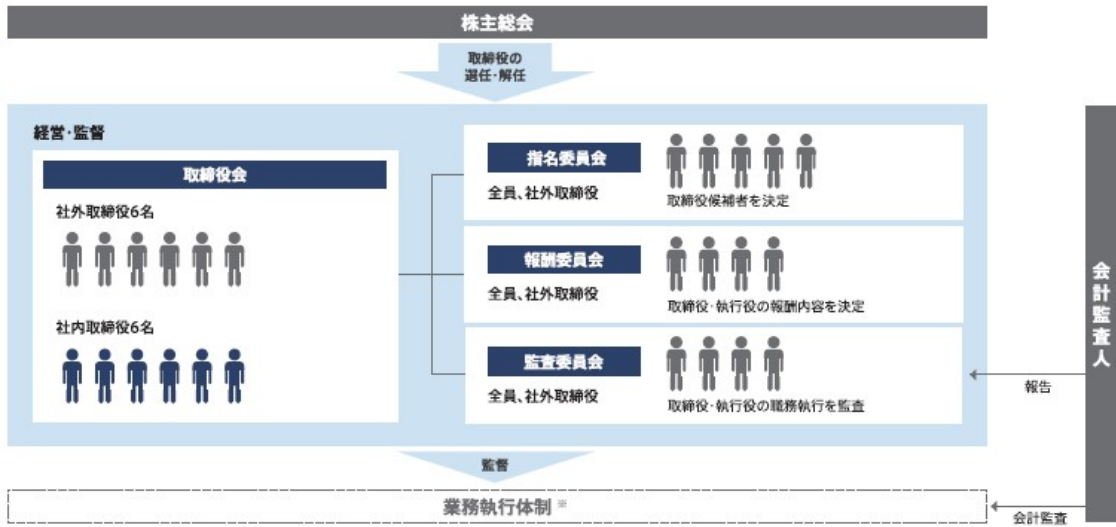 株主総会
取締役の
選任・解任
経営・監督
取締役会
社外取締役6名
社内取締役6名
指名委員会
全員、社外取締役
取締役候補者を決定
報酬委員会
全員、社外取締役
取締役・執行役の報酬内容を決定
監査委員会
全員、社外取締役
取締役・執行役の職務執行を監査
会計監査人
報告
監督
業務執行体制※
会計監査